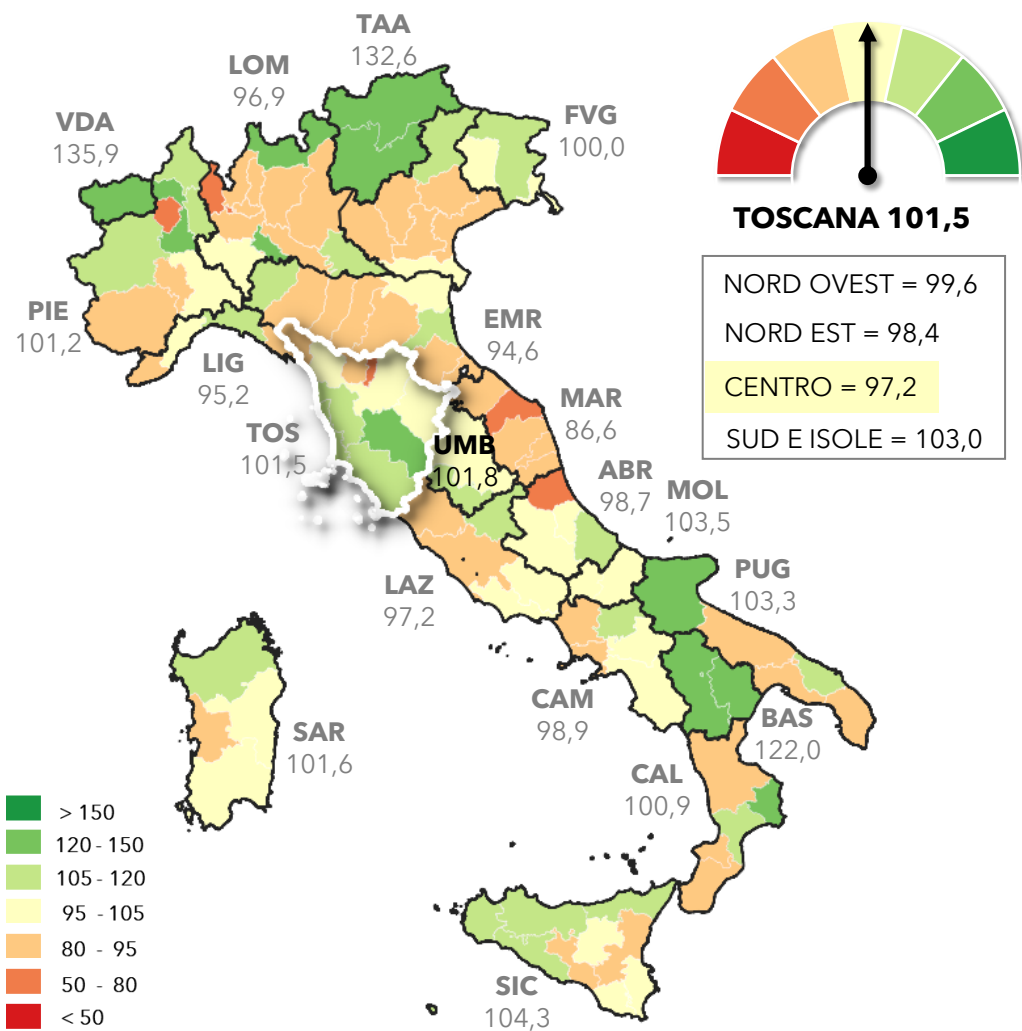 TAA
132,6
LOM
96,9
VDA
135,9
FVG
100,0
TOSCANA 101,5
NORD OVEST = 99,6
NORD EST = 98,4
CENTRO = 97,2
SUD E ISOLE = 103,0
PIE
101,2
LIG
95,2
EMR
94,6
TOS
101,5
MAR
86,6
UMB
101,8
ABR
98,7
MOL
103,5
LAZ
97,2
PUG
103,3
CAM
98,9
BAS
122,0
SAR
101,6
CAL
100,9
SIC
104,3
> 150
120 - 150
105 - 120
95 - 105
80 - 95
50 - 80
< 50